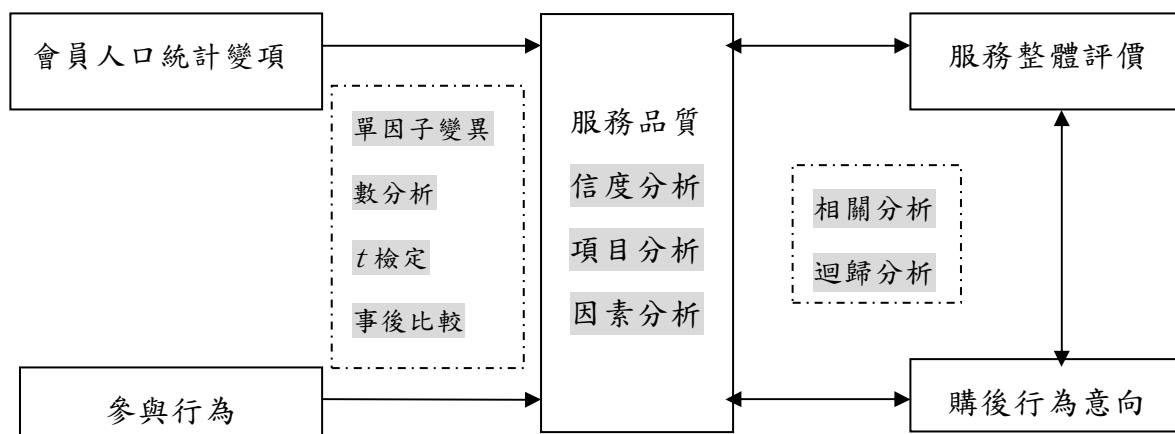 會員人口統計變項
單因子變異
數分析
t 檢定
事後比較
參與行為
服務品質
信度分析
項目分析
因素分析
相關分析
迴歸分析
服務整體評價
購後行為意向